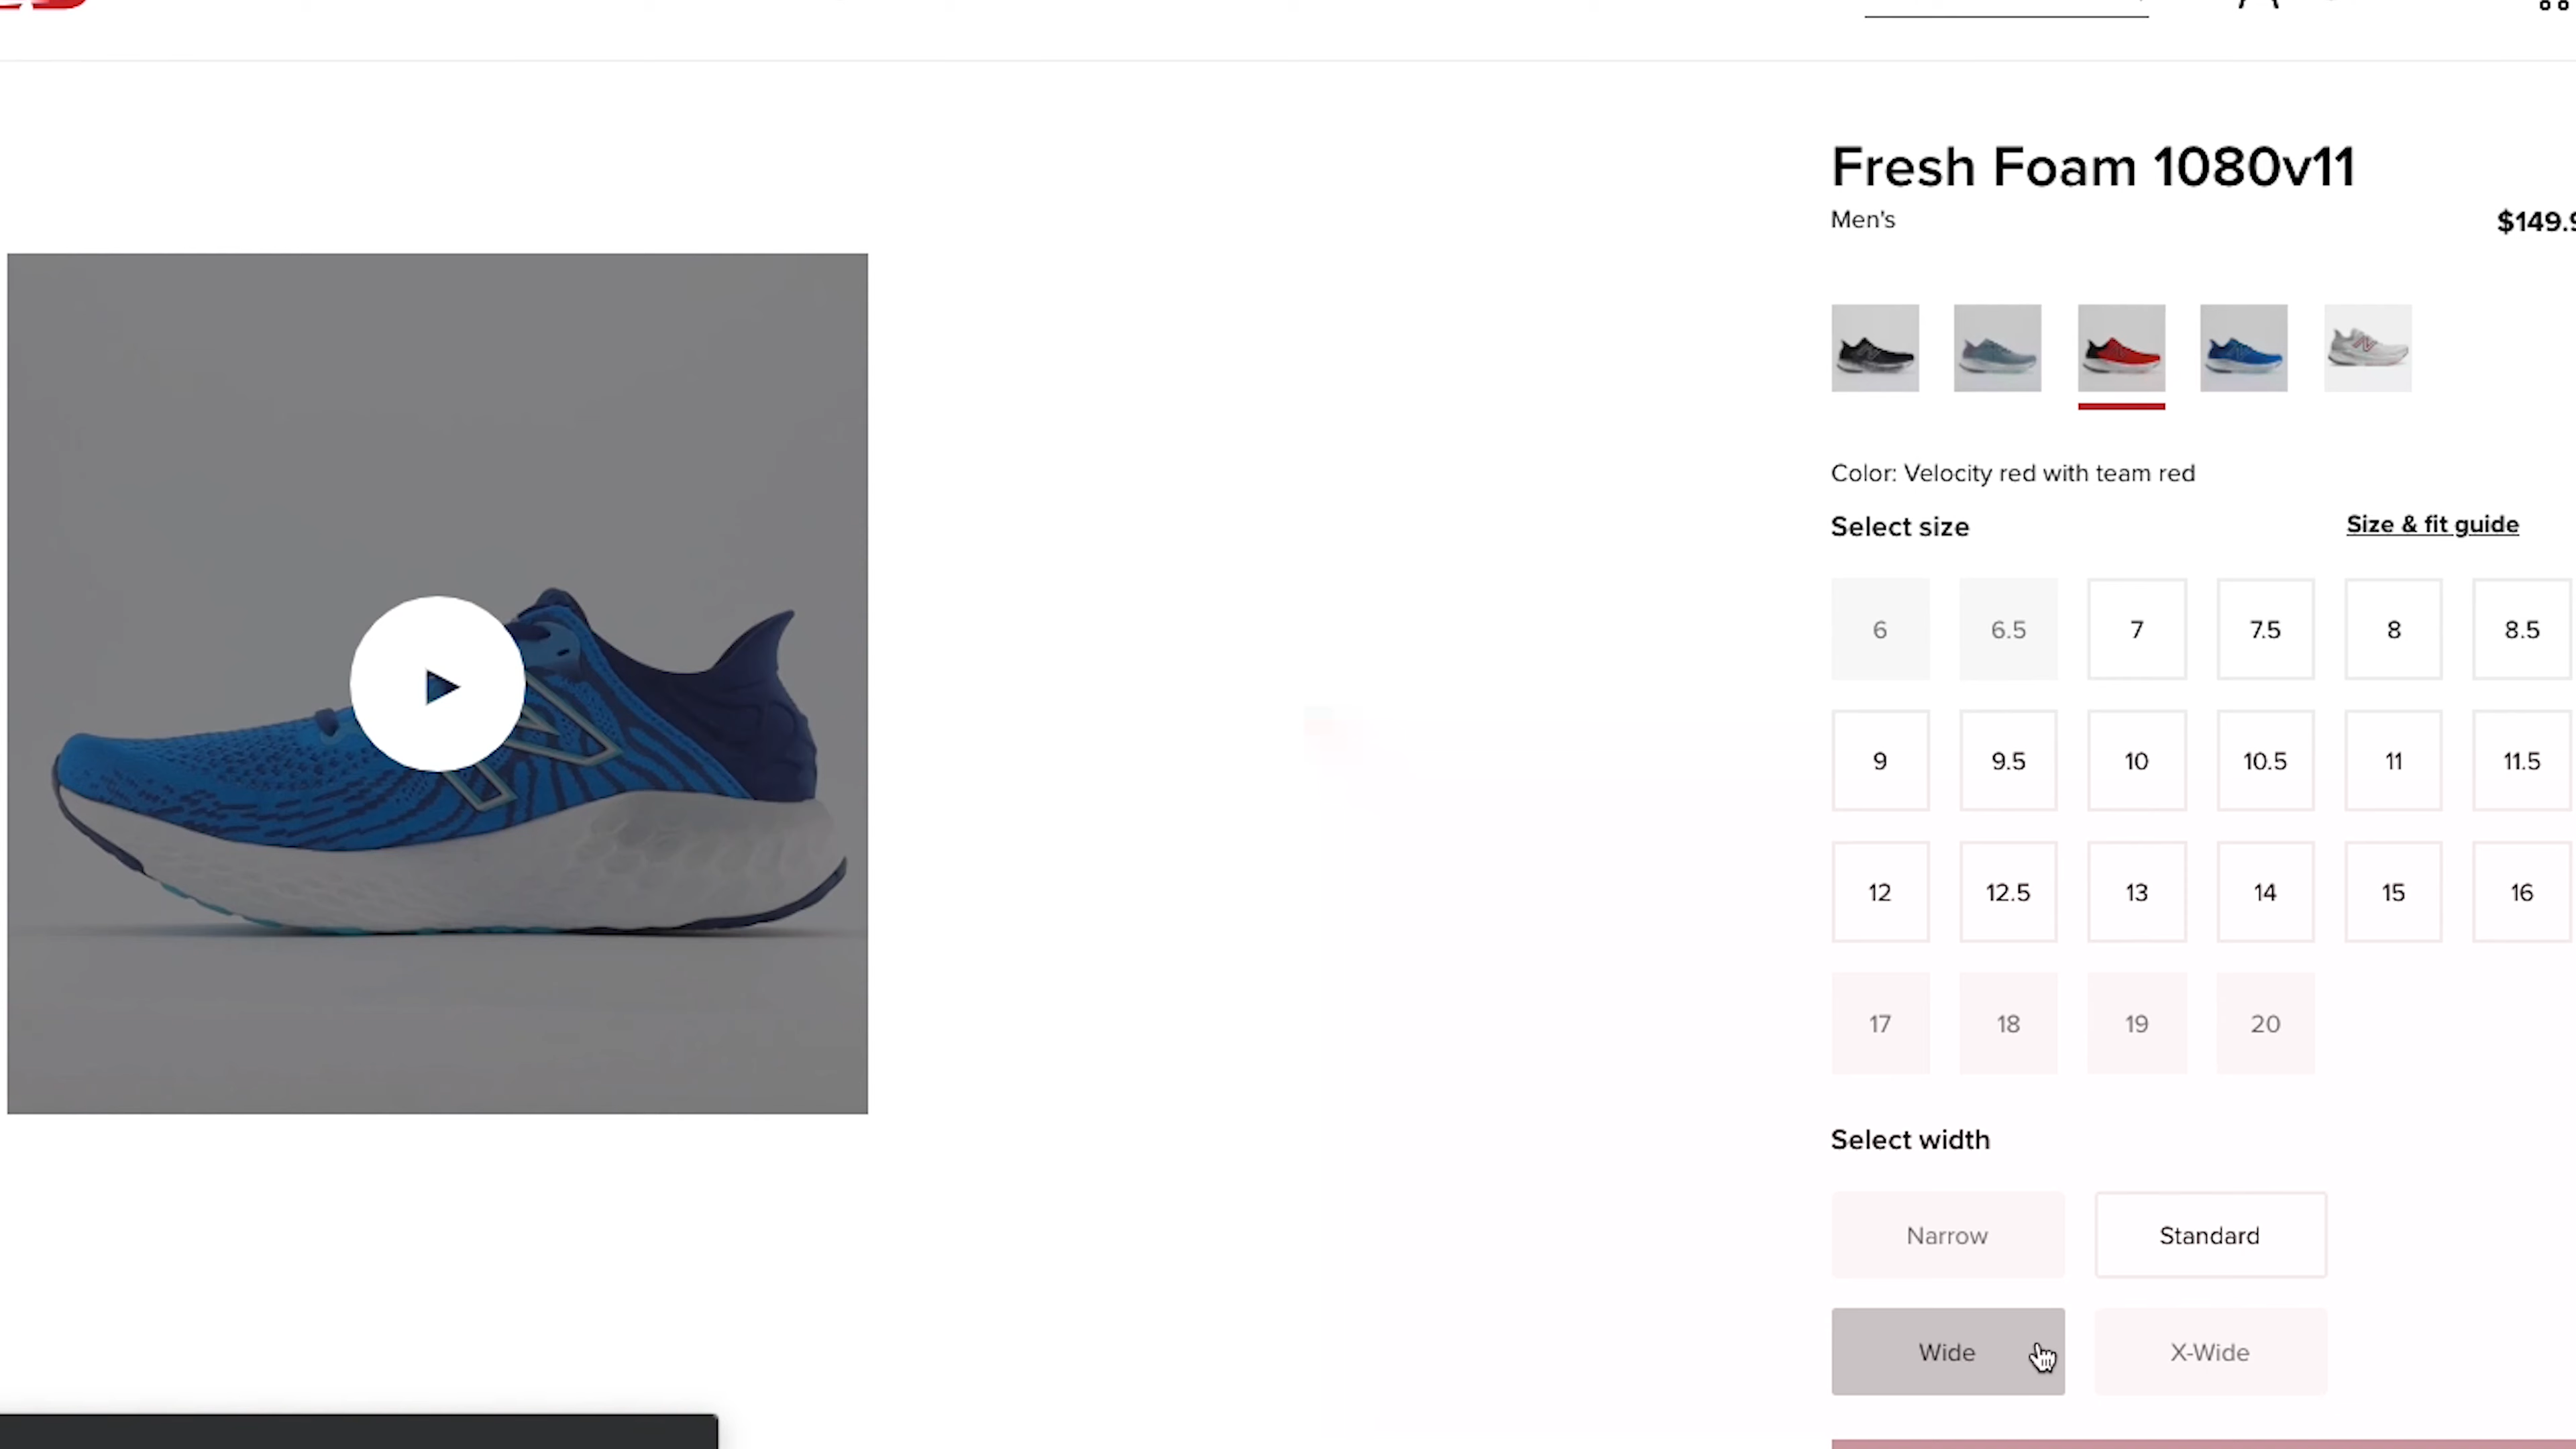 Fresh Foam 1080v11
Men's
$149.9
Color: Velocity red with team red
Select size
Size & fit guide
6 6.5 7 7.5 8 8.5
9 9.5 10 10.5 11 11.5
12 12.5 13 14 15 16
17 18 19 20
Select width
Narrow Standard
Wide X-Wide